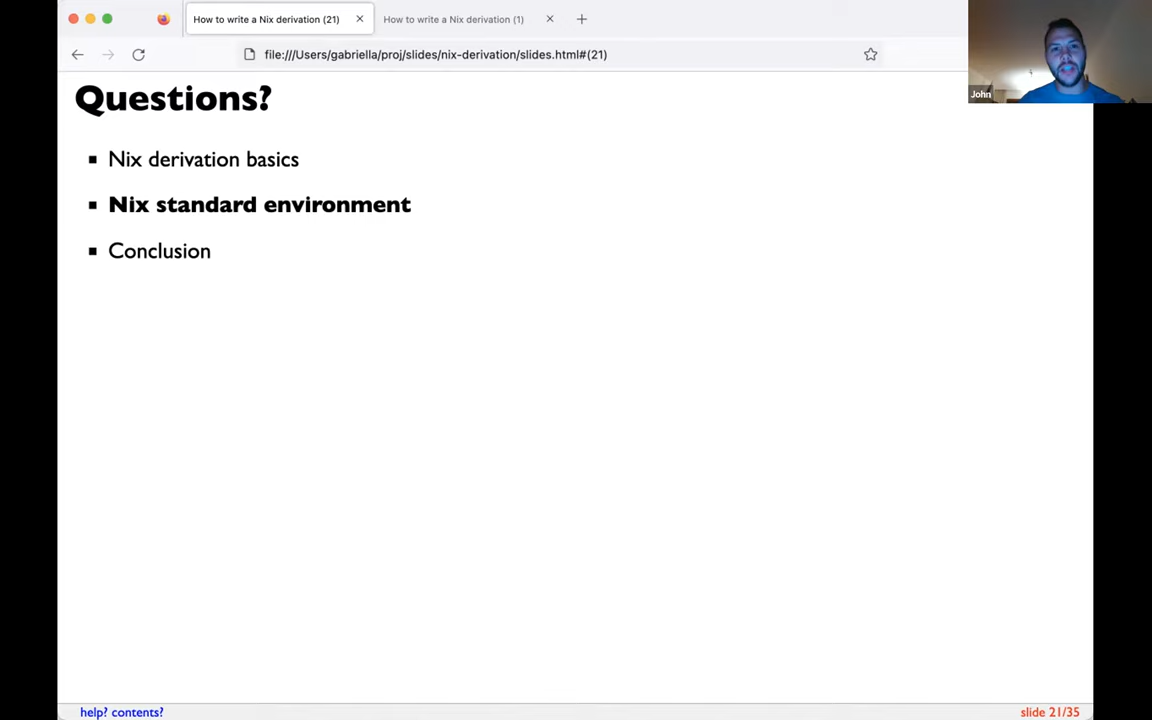 How to write a Nix derivation (21)
How to write a Nix derivation (1)
file:///Users/gabriella/proj/slides/nix-derivation/slides.html#(21)
John
Questions?
Nix derivation basics
Nix standard environment
Conclusion
help? contents?
slide 21/35